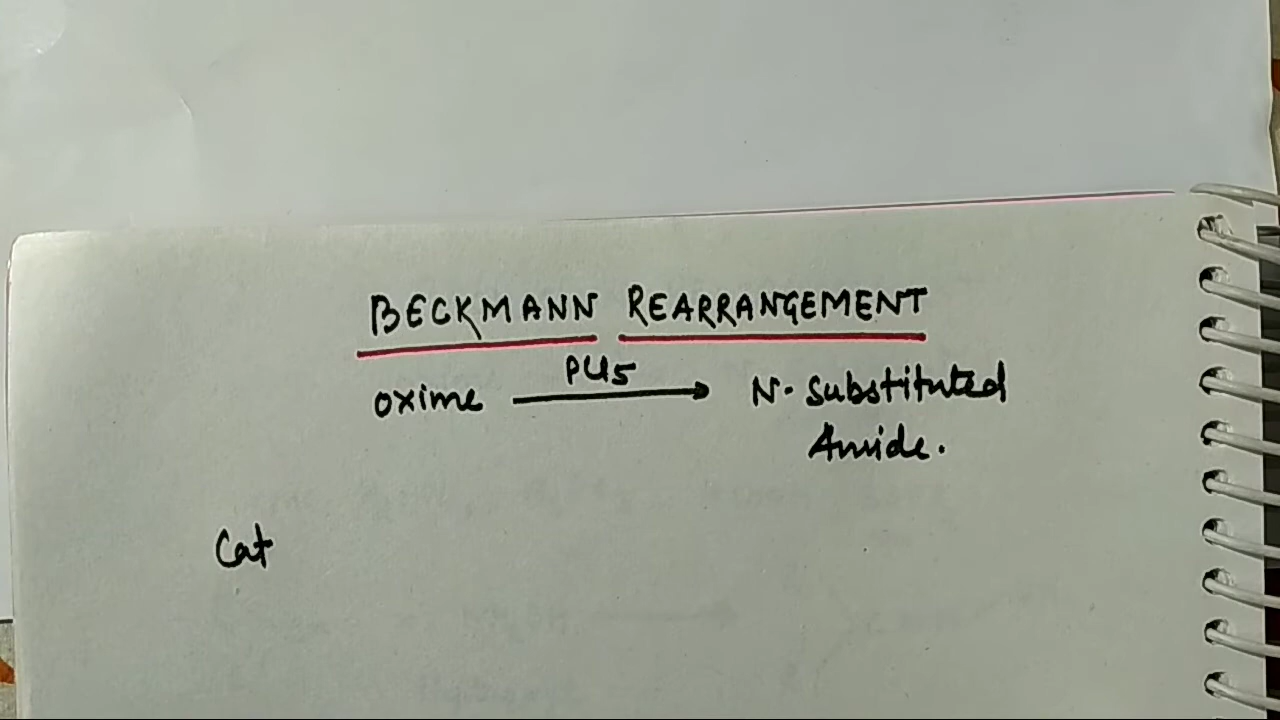 BECKMANN REARRANGEMENT
PCl5
oxime → N-substituted
Amide.
Cat